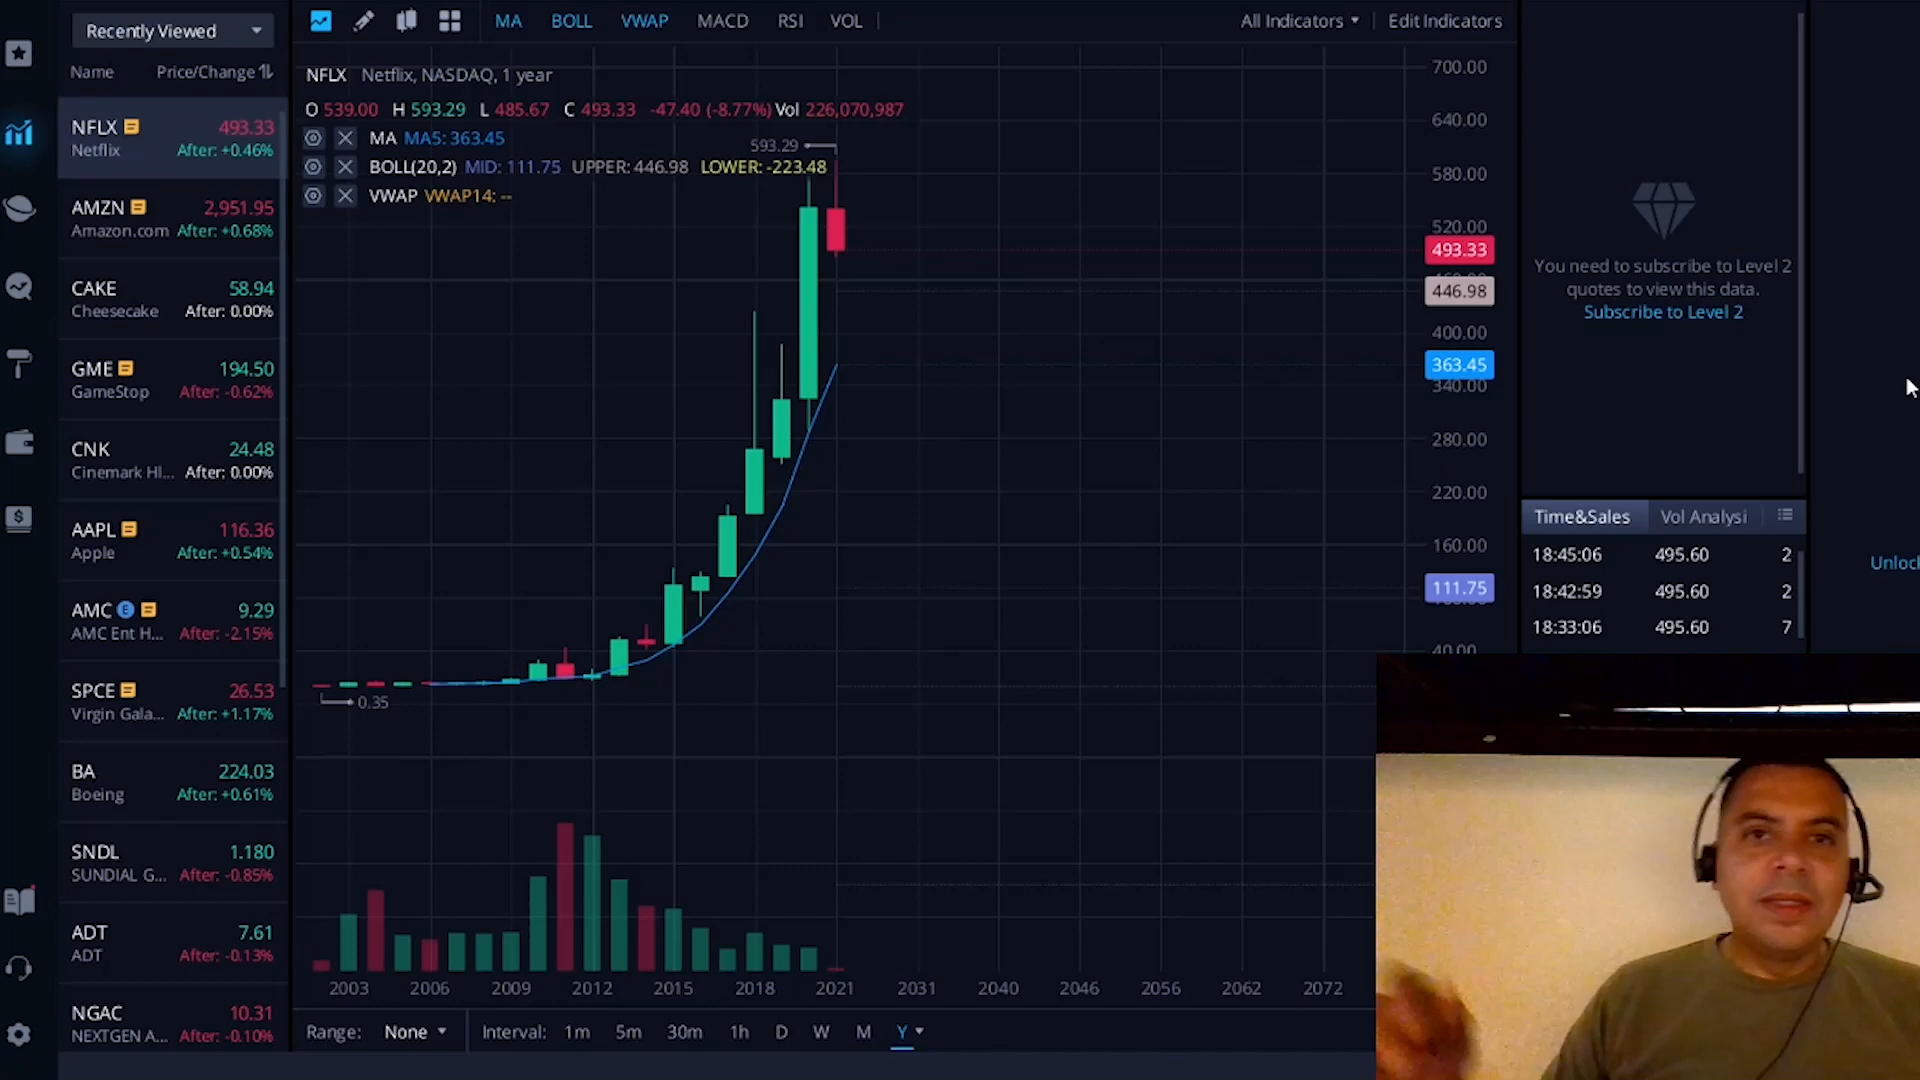 Recently Viewed
Name Price/Change
NFLX 493.33
Netflix After: +0.46%
AMZN 2,951.95
Amazon.com After: +0.68%
CAKE 58.94
Cheesecake After: 0.00%
GME 194.50
GameStop After: -0.62%
CNK 24.48
Cinemark Hl... After: 0.00%
AAPL 116.36
Apple After: +0.54%
AMC E 9.29
AMC Ent H... After: -2.15%
SPCE 26.53
Virgin Gala... After: +1.17%
BA 224.03
Boeing After: +0.61%
SNDL 1.180
SUNDIAL G... After: -0.85%
ADT 7.61
ADT After: -0.13%
NGAC 10.31
NEXTGEN A... After: -0.10%
MA BOLL VWAP MACD RSI VOL All Indicators Edit Indicators
NFLX Netflix, NASDAQ, 1 year
O 539.00 H 593.29 L 485.67 C 493.33 -47.40 (-8.77%) Vol 226,070,987
MA MA5: 363.45
593.29
BOLL(20,2) MID: 111.75 UPPER: 446.98 LOWER: -223.48
VWAP VWAP14: --
0.35
700.00
640.00
580.00
520.00
493.33
446.98
400.00
363.45
340.00
280.00
220.00
160.00
111.75
40.00
2003 2006 2009 2012 2015 2018 2021 2031 2040 2046 2056 2062 2072
Range: None Interval: 1m 5m 30m 1h D W M Y
You need to subscribe to Level 2
quotes to view this data.
Subscribe to Level 2
Time&Sales Vol Analysi
18:45:06 495.60 2
18:42:59 495.60 2
18:33:06 495.60 7
Unlock